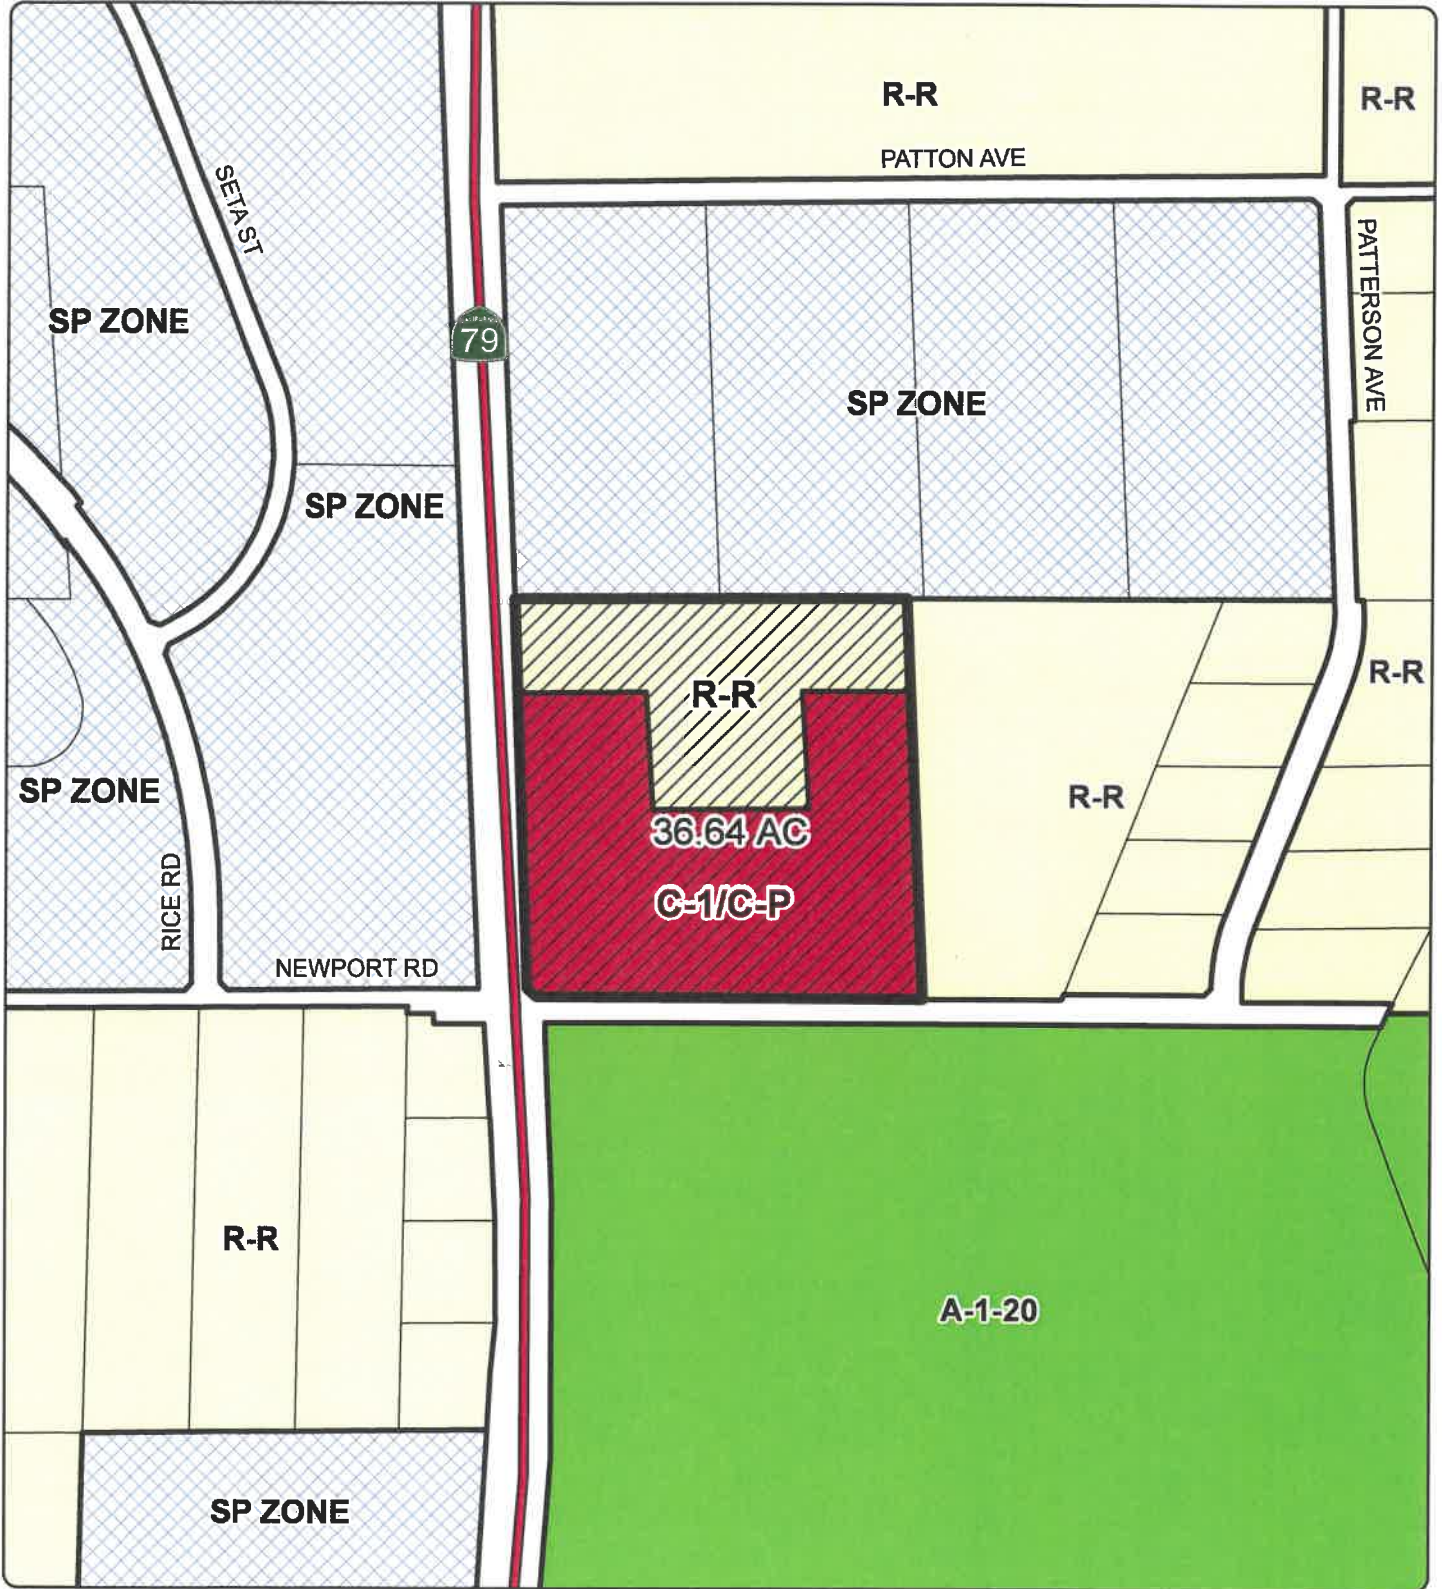 R-R
R-R
PATTON AVE
SETA ST
PATTERSON AVE
SP ZONE
CALIFORNIA
79
SP ZONE
SP ZONE
R-R
R-R
SP ZONE
R-R
36.64 AC
C-1/C-P
RICE RD
NEWPORT RD
R-R
A-1-20
SP ZONE